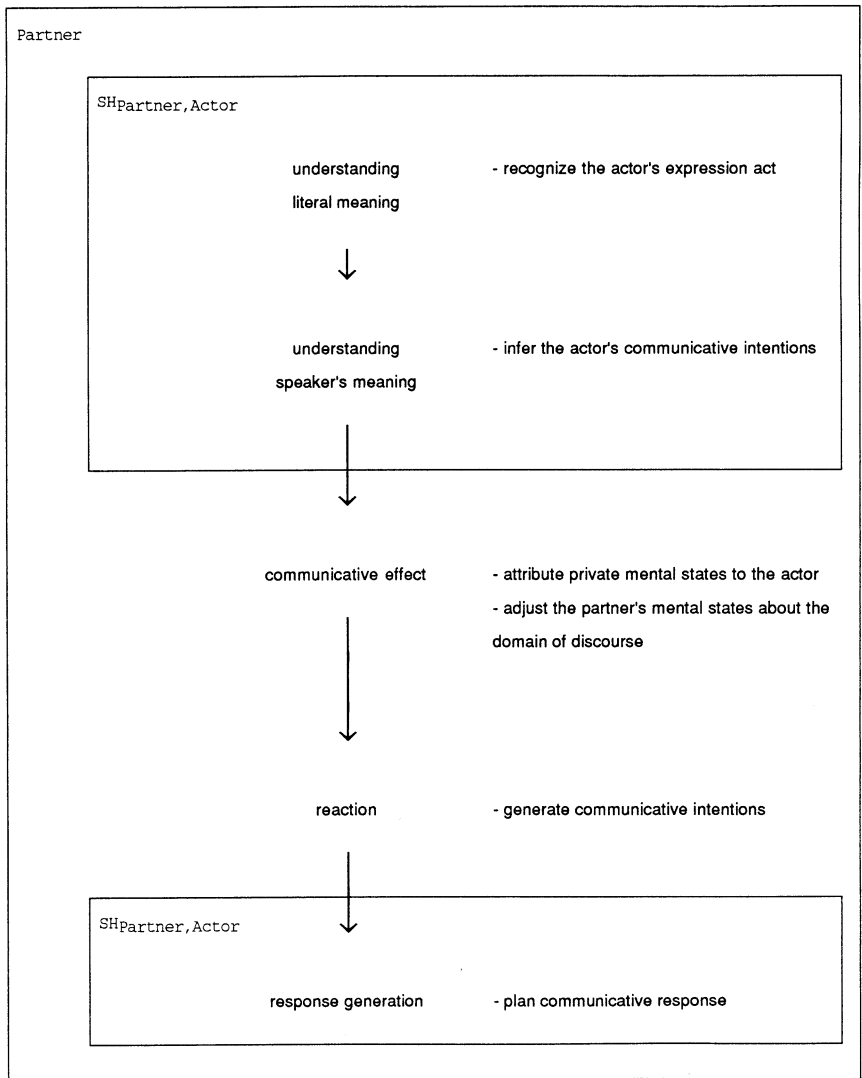 Partner
SHPartner,Actor
understanding - recognize the actor's expression act
literal meaning
understanding - infer the actor's communicative intentions
speaker's meaning
communicative effect - attribute private mental states to the actor
- adjust the partner's mental states about the
domain of discourse
reaction - generate communicative intentions
SHPartner,Actor
response generation - plan communicative response